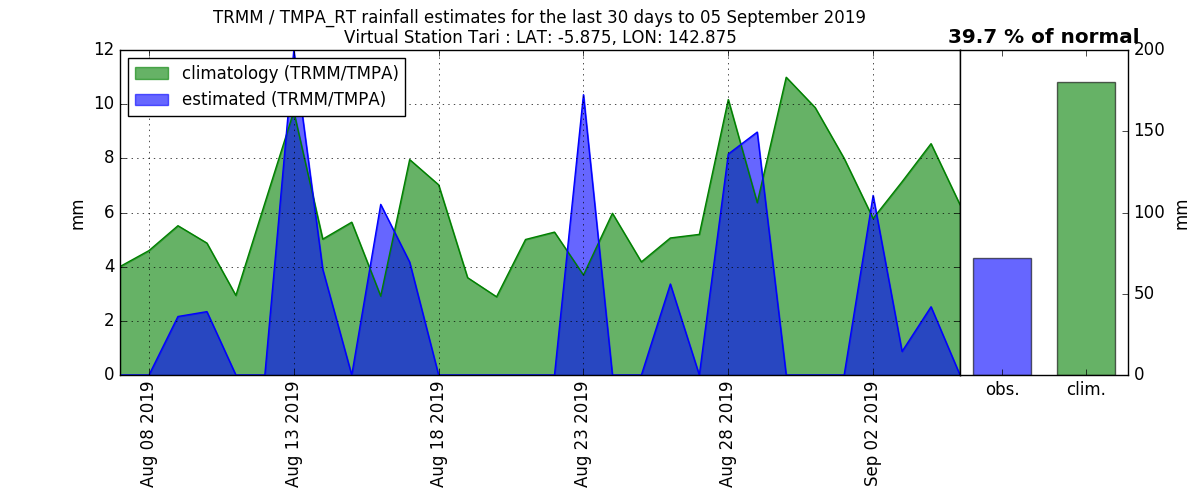 TRMM / TMPA_RT rainfall estimates for the last 30 days to 05 September 2019
Virtual Station Tari : LAT: -5.875, LON: 142.875
39.7 % of normal
climatology (TRMM/TMPA)
estimated (TRMM/TMPA)
12
10
8
6
4
2
0
mm
Aug 08 2019
Aug 13 2019
Aug 18 2019
Aug 23 2019
Aug 28 2019
Sep 02 2019
200
150
100
50
0
mm
obs.
clim.